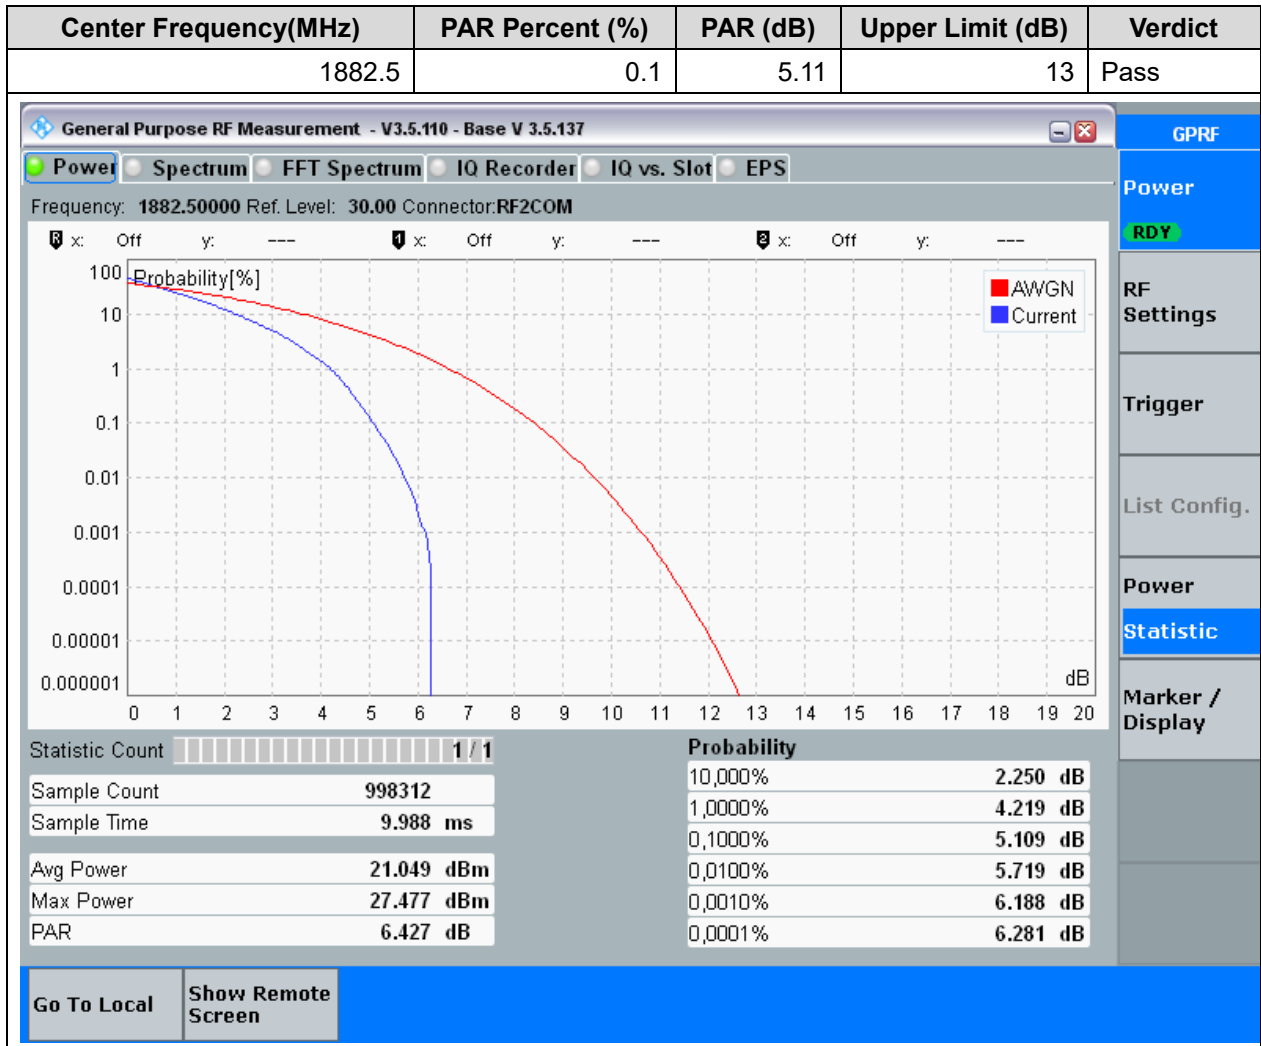 Center Frequency(MHz) PAR Percent (%) PAR (dB) Upper Limit (dB) Verdict
1882.5 0.1 5.11 13 Pass
General Purpose RF Measurement - V3.5.110 - Base V 3.5.137
GPRF
Power Spectrum FFT Spectrum IQ Recorder IQ vs. Slot EPS
Frequency: 1882.50000 Ref. Level: 30.00 Connector:RF2COM
R x: Off y: --- 1 x: Off y: --- 2 x: Off y: ---
Probability[%]
AWGN
Current
100
10
1
0.1
0.01
0.001
0.0001
0.00001
0.000001
dB
0 1 2 3 4 5 6 7 8 9 10 11 12 13 14 15 16 17 18 19 20
Statistic Count 1 / 1
Sample Count 998312
Sample Time 9.988 ms
Avg Power 21.049 dBm
Max Power 27.477 dBm
PAR 6.427 dB
Probability
10,000% 2.250 dB
1,0000% 4.219 dB
0,1000% 5.109 dB
0,0100% 5.719 dB
0,0010% 6.188 dB
0,0001% 6.281 dB
Power
RDY
RF
Settings
Trigger
List Config.
Power
Statistic
Marker /
Display
Go To Local
Show Remote
Screen